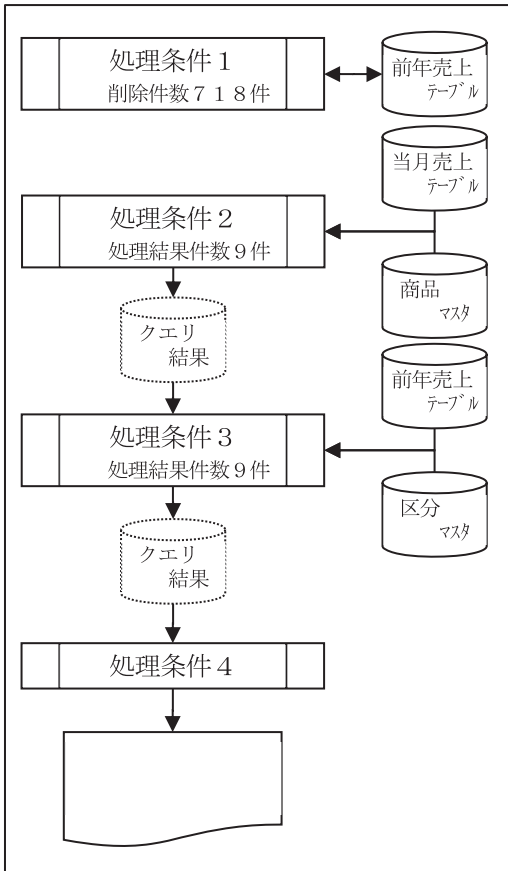 処理条件１
削除件数７１８件
前年売上
ﾃｰﾌﾞﾙ
当月売上
ﾃｰﾌﾞﾙ
処理条件２
処理結果件数９件
商品
ﾏｽﾀ
クエリ
結果
前年売上
ﾃｰﾌﾞﾙ
処理条件３
処理結果件数９件
区分
ﾏｽﾀ
クエリ
結果
処理条件４